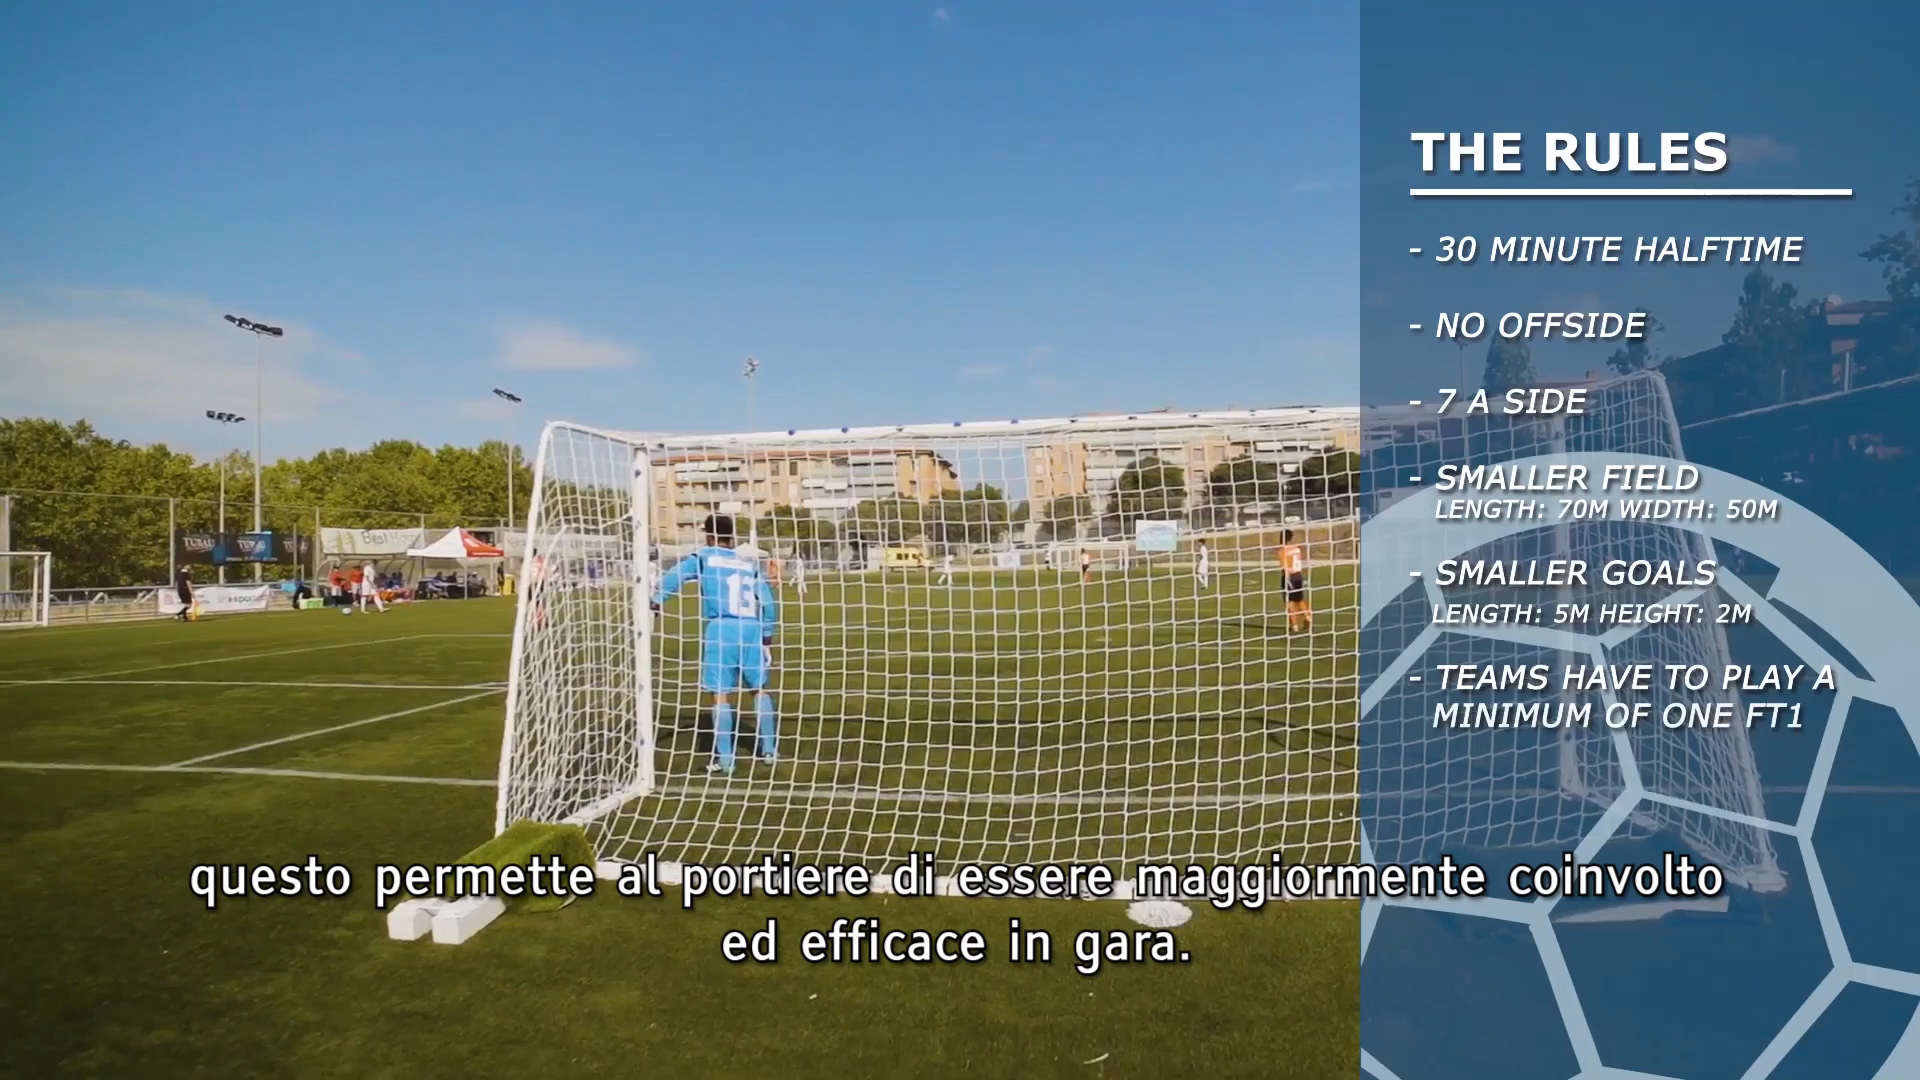 THE RULES
- 30 MINUTE HALFTIME
- NO OFFSIDE
- 7 A SIDE
- SMALLER FIELD
LENGTH: 70M WIDTH: 50M
- SMALLER GOALS
LENGTH: 5M HEIGHT: 2M
- TEAMS HAVE TO PLAY A
MINIMUM OF ONE FT1
13
questo permette al portiere di essere maggiormente coinvolto
ed efficace in gara.